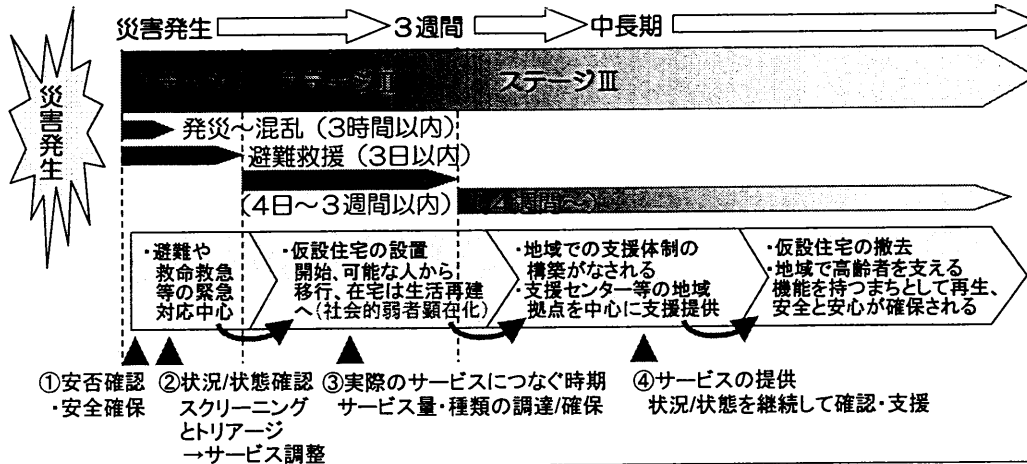 災害発生
３週間
中長期
災害発生
ステージⅢ
発災～混乱（３時間以内）
避難救援（３日以内）
（４日～３週間以内）
・避難や
救命救急
等の緊急
対応中心
・仮設住宅の設置
開始、可能な人から
移行、在宅は生活再建
へ（社会的弱者顕在化）
・地域での支援体制の
構築がなされる
・支援センター等の地域
拠点を中心に支援提供
・仮設住宅の撤去
・地域で高齢者を支える
機能を持つまちとして再生、
安全と安心が確保される
①安否確認
・安全確保
②状況/状態確認
スクリーニング
とトリアージ
→サービス調整
③実際のサービスにつなぐ時期
サービス量・種類の調達/確保
④サービスの提供
状況/状態を継続して確認・支援